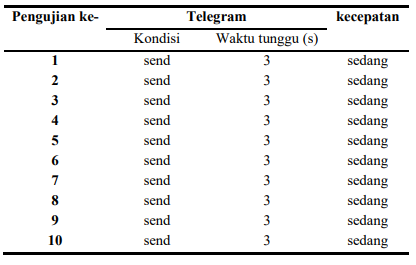 Pengujian ke- Telegram kecepatan
Kondisi Waktu tunggu (s)
1 send 3 sedang
2 send 3 sedang
3 send 3 sedang
4 send 3 sedang
5 send 3 sedang
6 send 3 sedang
7 send 3 sedang
8 send 3 sedang
9 send 3 sedang
10 send 3 sedang